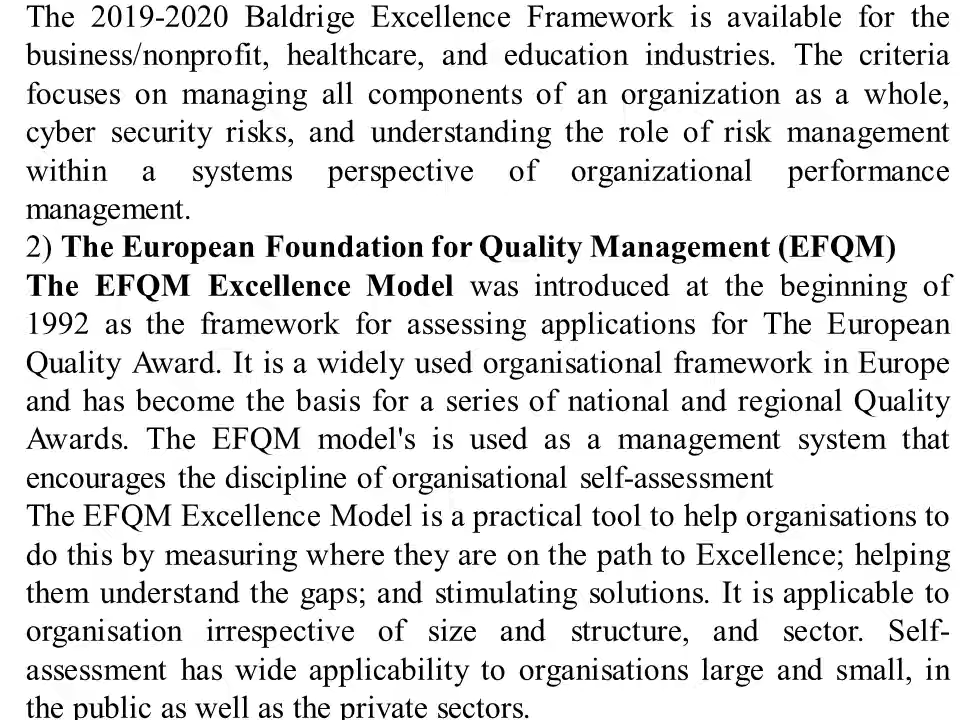 The 2019-2020 Baldrige Excellence Framework is available for the
business/nonprofit, healthcare, and education industries. The criteria
focuses on managing all components of an organization as a whole,
cyber security risks, and understanding the role of risk management
within a systems perspective of organizational performance
management.
2) The European Foundation for Quality Management (EFQM)
The EFQM Excellence Model was introduced at the beginning of
1992 as the framework for assessing applications for The European
Quality Award. It is a widely used organisational framework in Europe
and has become the basis for a series of national and regional Quality
Awards. The EFQM model's is used as a management system that
encourages the discipline of organisational self-assessment
The EFQM Excellence Model is a practical tool to help organisations to
do this by measuring where they are on the path to Excellence; helping
them understand the gaps; and stimulating solutions. It is applicable to
organisation irrespective of size and structure, and sector. Self-
assessment has wide applicability to organisations large and small, in
the public as well as the private sectors.